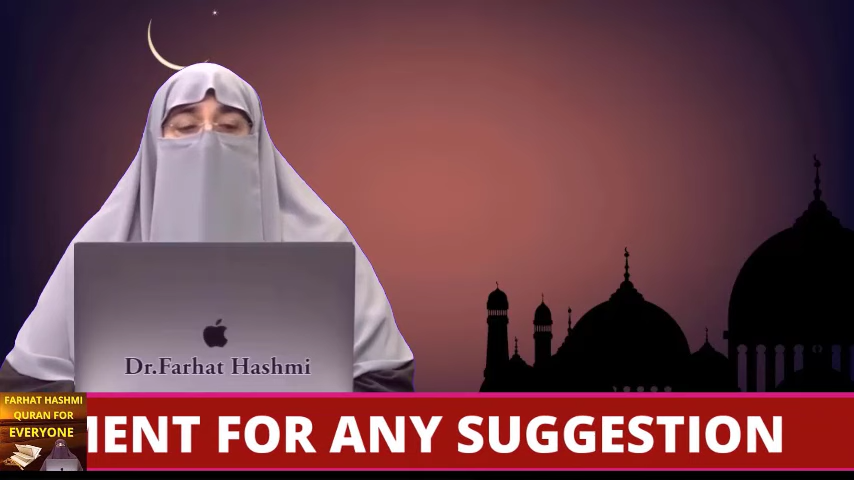 Dr.Farhat Hashmi
FARHAT HASHMI
QURAN FOR
EVERYONE
MENT FOR ANY SUGGESTION